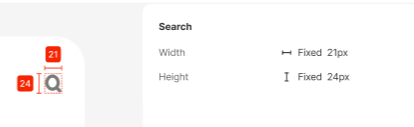 Search
21
Width Fixed 21px
24
Height Fixed 24px